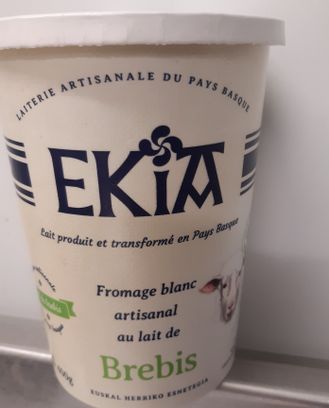 LAITERIE ARTISANALE DU PAYS BASQUE
EKIA
Lait produit et transformé en Pays Basque
Fromage blanc
artisanal
au lait de
Brebis
EUSKAL HERRIKO ESNETEGIA